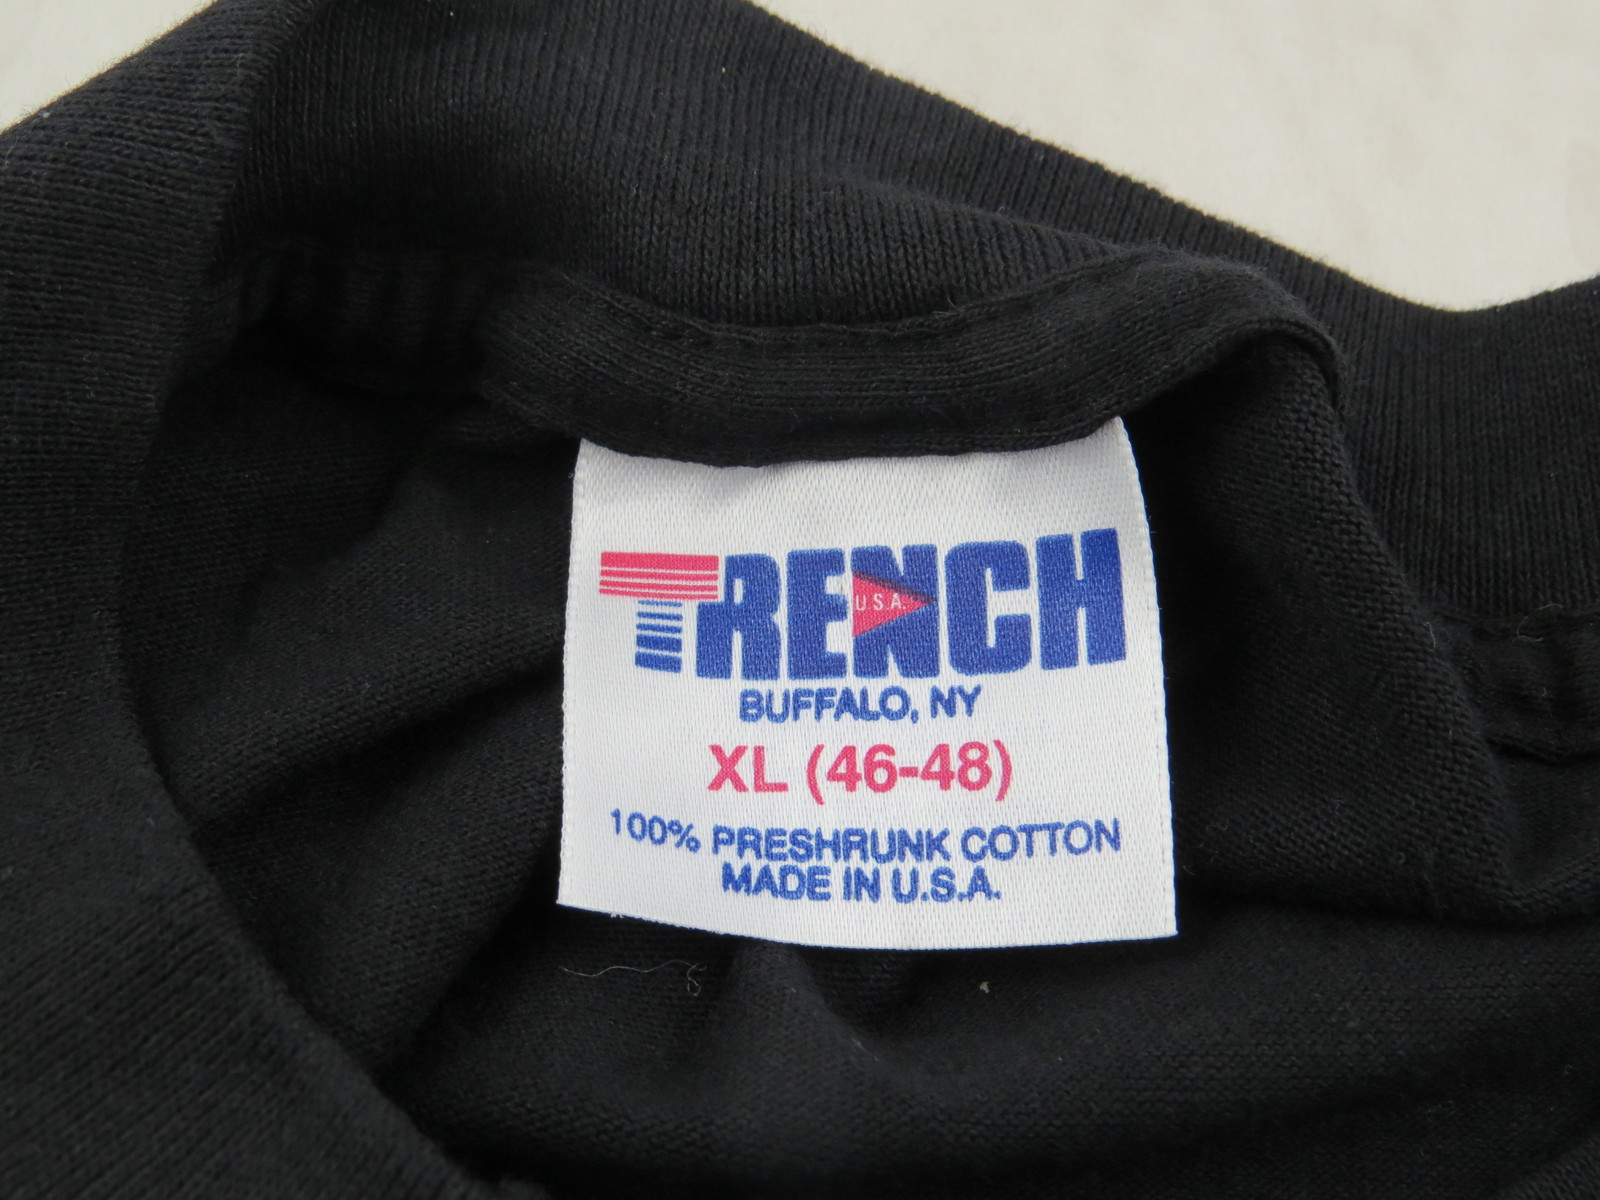 TRENCH
U.S.A.
BUFFALO, NY
XL (46-48)
100% PRESHRUNK COTTON
MADE IN U.S.A.